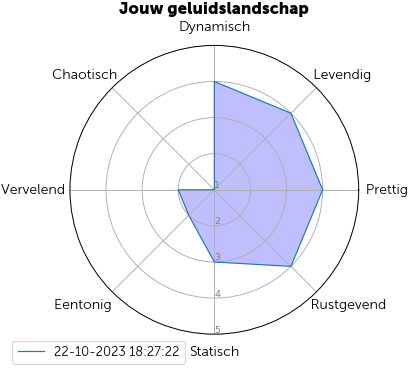 Jouw geluidslandschap
Dynamisch
Chaotisch
Levendig
Vervelend
1
Prettig
2
3
4
Eentonig
Rustgevend
5
22-10-2023 18:27:22
Statisch